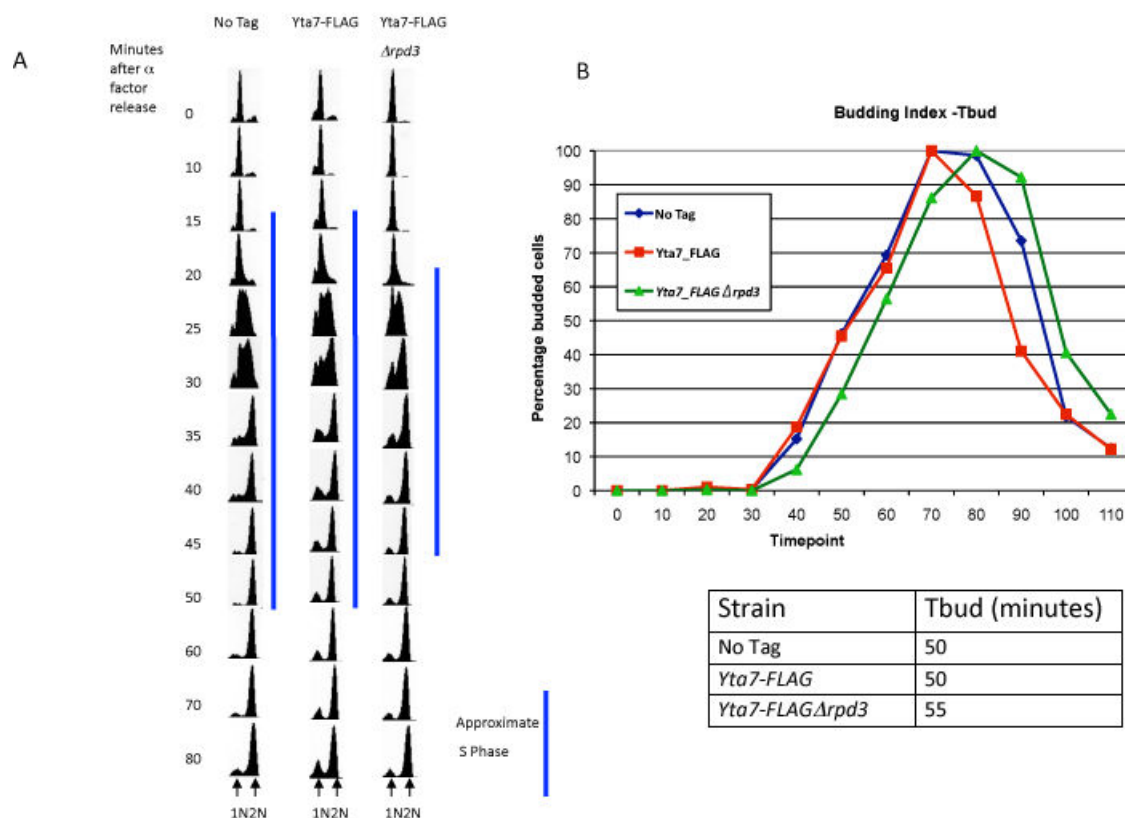 No Tag Yta7-FLAG Yta7-FLAG
Δrpd3
A
Minutes
after α
factor
release
0
10
15
20
25
30
35
40
45
50
60
70
80
1N2N 1N2N 1N2N
Approximate
S Phase
B
Budding Index -Tbud
Percentage budded cells
100
90
80
70
60
50
40
30
20
10
0
No Tag
Yta7_FLAG
Yta7_FLAG Δrpd3
0 10 20 30 40 50 60 70 80 90 100 110
Timepoint
Strain Tbud (minutes)
No Tag 50
Yta7-FLAG 50
Yta7-FLAGΔrpd3 55